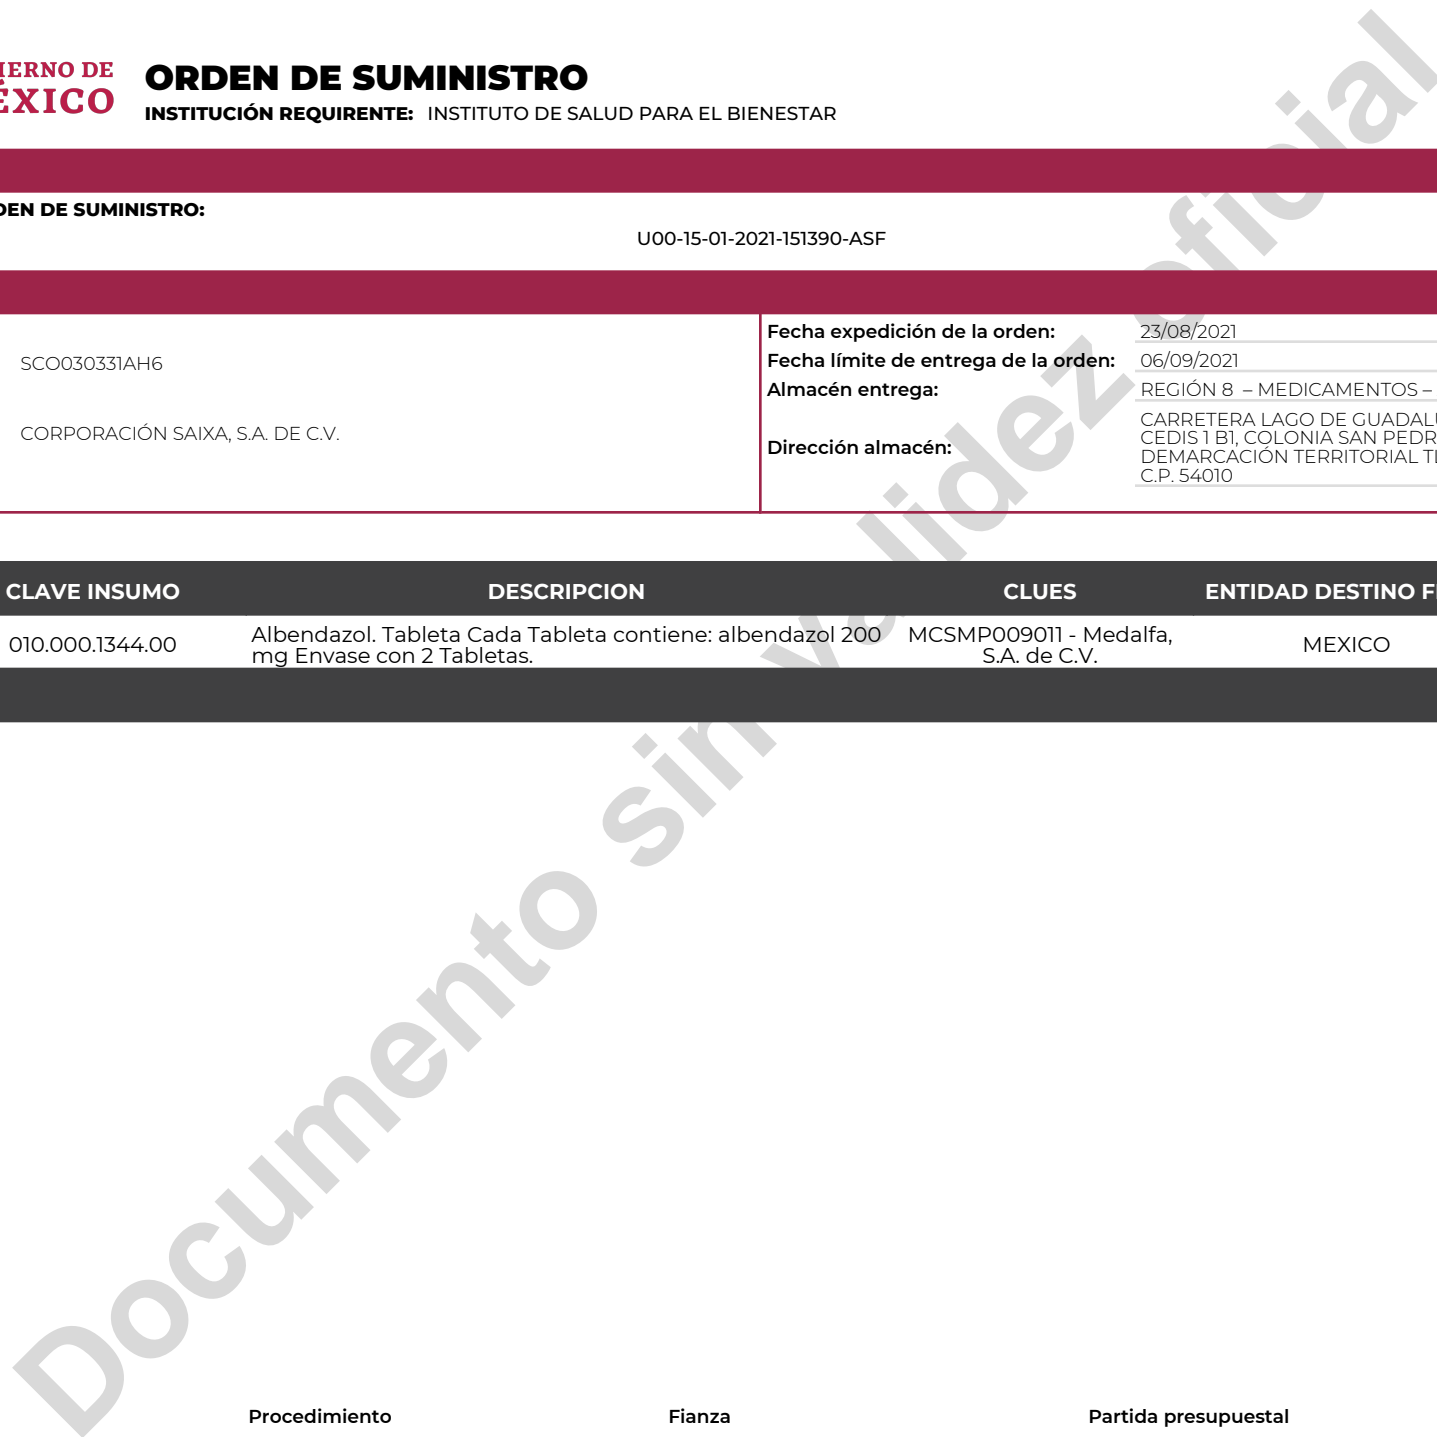 IERNO DE
ÉXICO
ORDEN DE SUMINISTRO
INSTITUCIÓN REQUIRENTE: INSTITUTO DE SALUD PARA EL BIENESTAR
DEN DE SUMINISTRO:
U00-15-01-2021-151390-ASF
SCO030331AH6
CORPORACIÓN SAIXA, S.A. DE C.V.
Fecha expedición de la orden: 23/08/2021
Fecha límite de entrega de la orden: 06/09/2021
Almacén entrega: REGIÓN 8 – MEDICAMENTOS –
Dirección almacén:
CARRETERA LAGO DE GUADALU
CEDIS 1 B1, COLONIA SAN PEDR
DEMARCACIÓN TERRITORIAL TL
C.P. 54010
CLAVE INSUMO DESCRIPCION CLUES ENTIDAD DESTINO F
010.000.1344.00
Albendazol. Tableta Cada Tableta contiene: albendazol 200
mg Envase con 2 Tabletas.
MCSMP009011 - Medalfa,
S.A. de C.V.
MEXICO
Procedimiento Fianza Partida presupuestal
Documento sin validez oficial